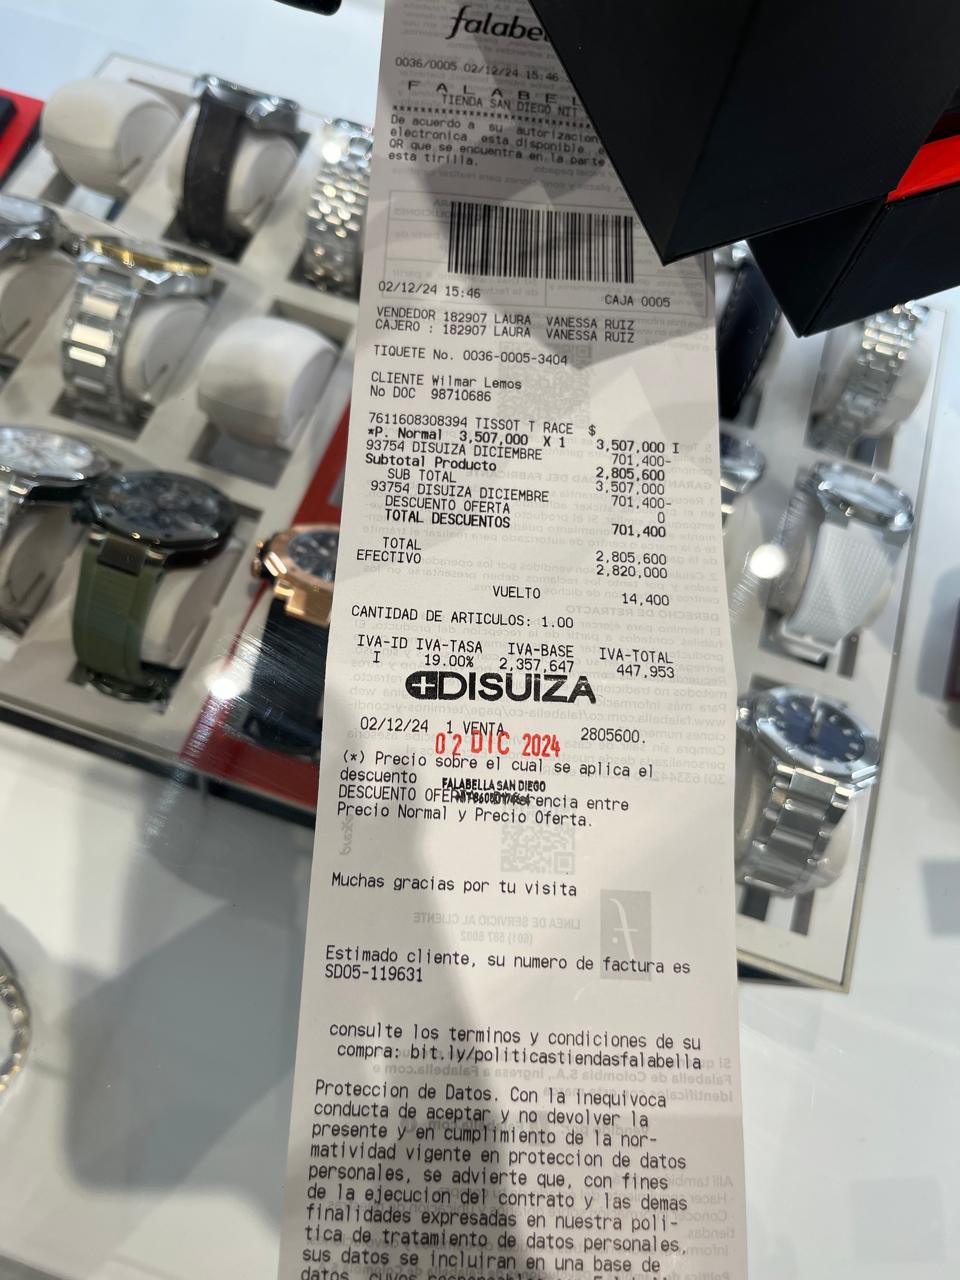 falabe
0036/0005 02/12/24 15:46
F A L A B E L
TIENDA SAN DIEGO NIT
************************
De acuerdo a su autorizacion
electronica esta disponible
QR que se encuentra en la parte
esta tirilla.
02/12/24 15:46 CAJA 0005
VENDEDOR 182907 LAURA VANESSA RUIZ
CAJERO : 182907 LAURA VANESSA RUIZ
TIQUETE No. 0036-0005-3404
CLIENTE Wilmar Lemos
No DOC 98710686
7611608308394 TISSOT T RACE $
*P. Normal 3,507,000 X 1 3,507,000 I
93754 DISUIZA DICIEMBRE 701,400-
Subtotal Producto 2,805,600
SUB TOTAL 3,507,000
93754 DISUIZA DICIEMBRE 701,400-
DESCUENTO OFERTA 0
TOTAL DESCUENTOS 701,400
TOTAL 2,805,600
EFECTIVO 2,820,000
VUELTO 14,400
CANTIDAD DE ARTICULOS: 1.00
IVA-ID IVA-TASA IVA-BASE IVA-TOTAL
I 19.00% 2,357,647 447,953
DISUIZA
02/12/24 1 VENTA 2805600.
02 DIC 2024
(*) Precio sobre el cual se aplica el
descuento
FALABELLA SAN DIEGO
DESCUENTO OFERTA erencia entre
Precio Normal y Precio Oferta.
Muchas gracias por tu visita
Estimado cliente, su numero de factura es
SD05-119631
consulte los terminos y condiciones de su
compra: bit.ly/politicastiendasfalabella
Proteccion de Datos. Con la inequivoca
conducta de aceptar y no devolver la
presente y en cumplimiento de la nor-
matividad vigente en proteccion de datos
personales, se advierte que, con fines
de la ejecucion del contrato y las demas
finalidades expresadas en nuestra poli-
tica de tratamiento de datos personales,
sus datos se incluiran en una base de